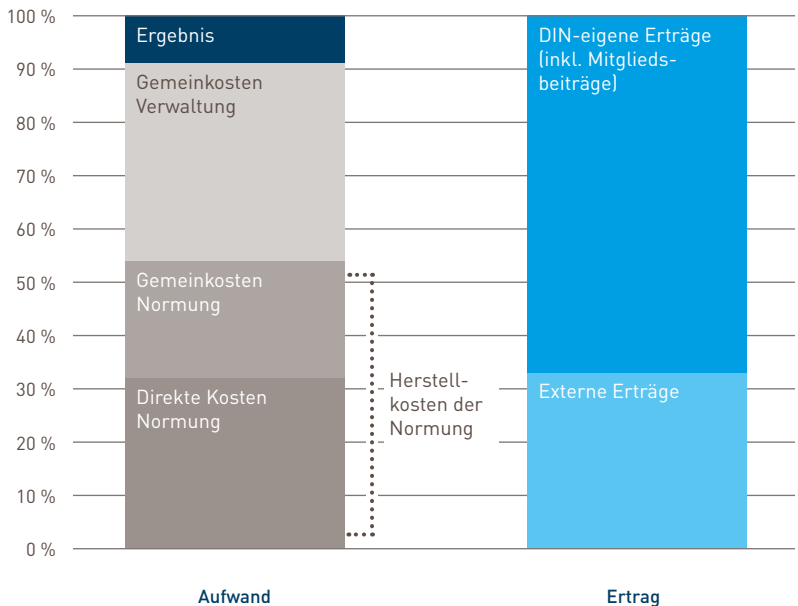 100 %
90 %
80 %
70 %
60 %
50 %
40 %
30 %
20 %
10 %
0 %
Ergebnis
Gemeinkosten
Verwaltung
Gemeinkosten
Normung
Direkte Kosten
Normung
Herstell-
kosten der
Normung
DIN-eigene Erträge
(inkl. Mitglieds-
beiträge)
Externe Erträge
Aufwand
Ertrag